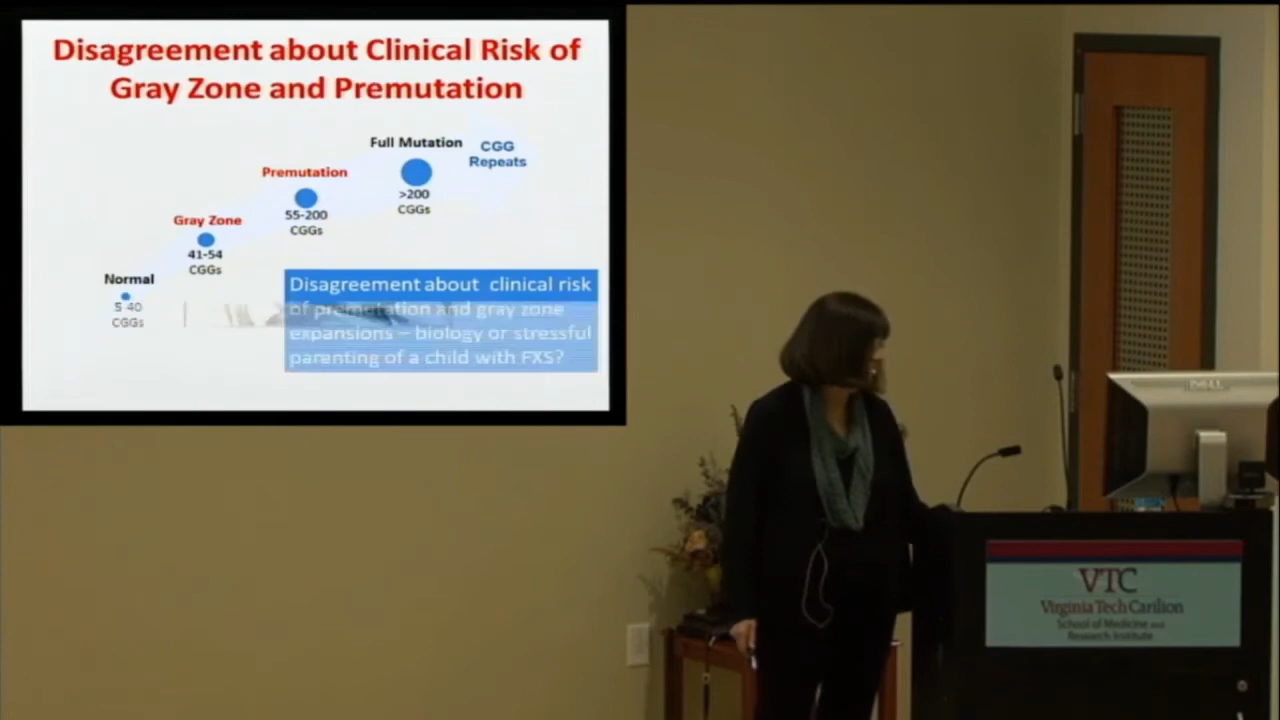 Disagreement about Clinical Risk of
Gray Zone and Premutation
Full Mutation
CGG
Repeats
>200
CGGs
Premutation
55-200
CGGs
Gray Zone
41-54
CGGs
Normal
5 40
CGGs
Disagreement about clinical risk
of premutation and gray zone
expansions – biology or stressful
parenting of a child with FXS?
DELL
VTC
Virginia Tech Carilion
School of Medicine and
Research Institute